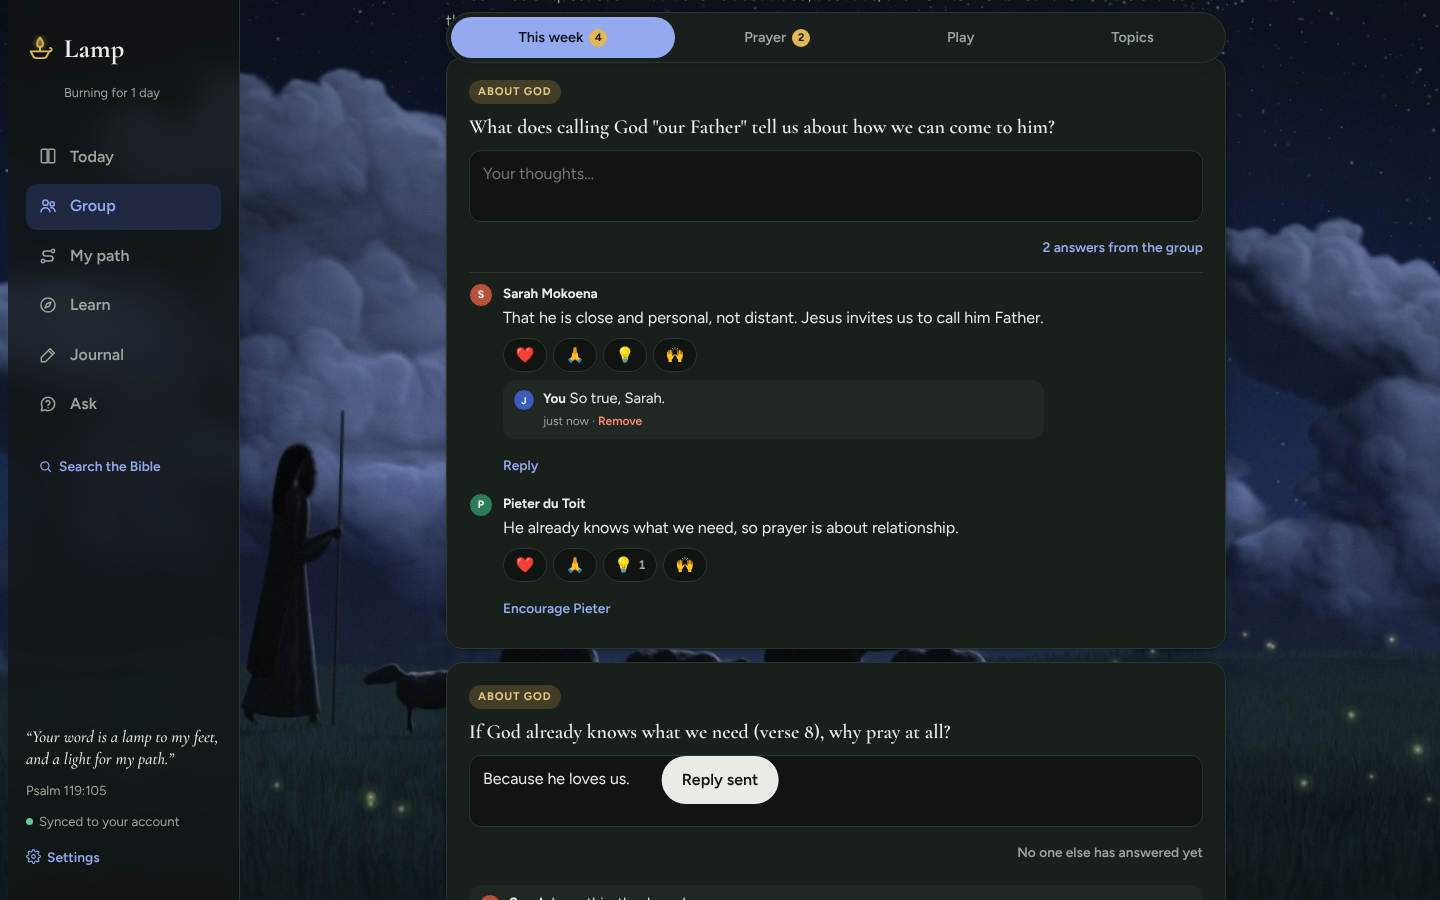 Lamp
Burning for 1 day
Today
Group
My path
Learn
Journal
Ask
Search the Bible
“Your word is a lamp to my feet,
and a light for my path.”
Psalm 119:105
Synced to your account
Settings
This week 4
Prayer 2
Play
Topics
ABOUT GOD
What does calling God "our Father" tell us about how we can come to him?
Your thoughts...
2 answers from the group
S
Sarah Mokoena
That he is close and personal, not distant. Jesus invites us to call him Father.
J
You So true, Sarah.
just now · Remove
Reply
P
Pieter du Toit
He already knows what we need, so prayer is about relationship.
1
Encourage Pieter
ABOUT GOD
If God already knows what we need (verse 8), why pray at all?
Because he loves us.
Reply sent
No one else has answered yet